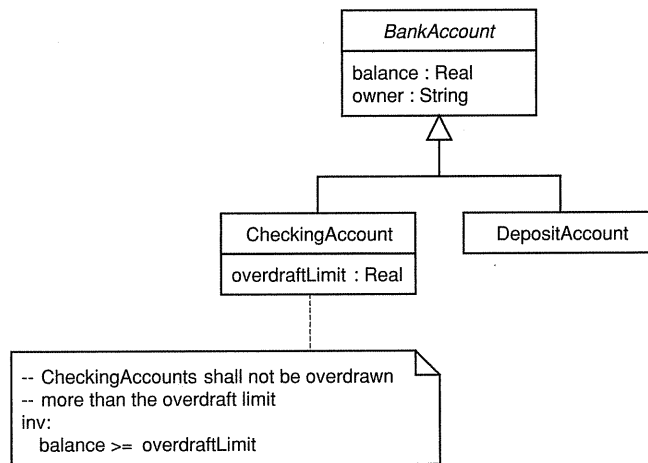 BankAccount
balance : Real
owner : String
CheckingAccount
overdraftLimit : Real
DepositAccount
-- CheckingAccounts shall not be overdrawn
-- more than the overdraft limit
inv:
balance >= overdraftLimit